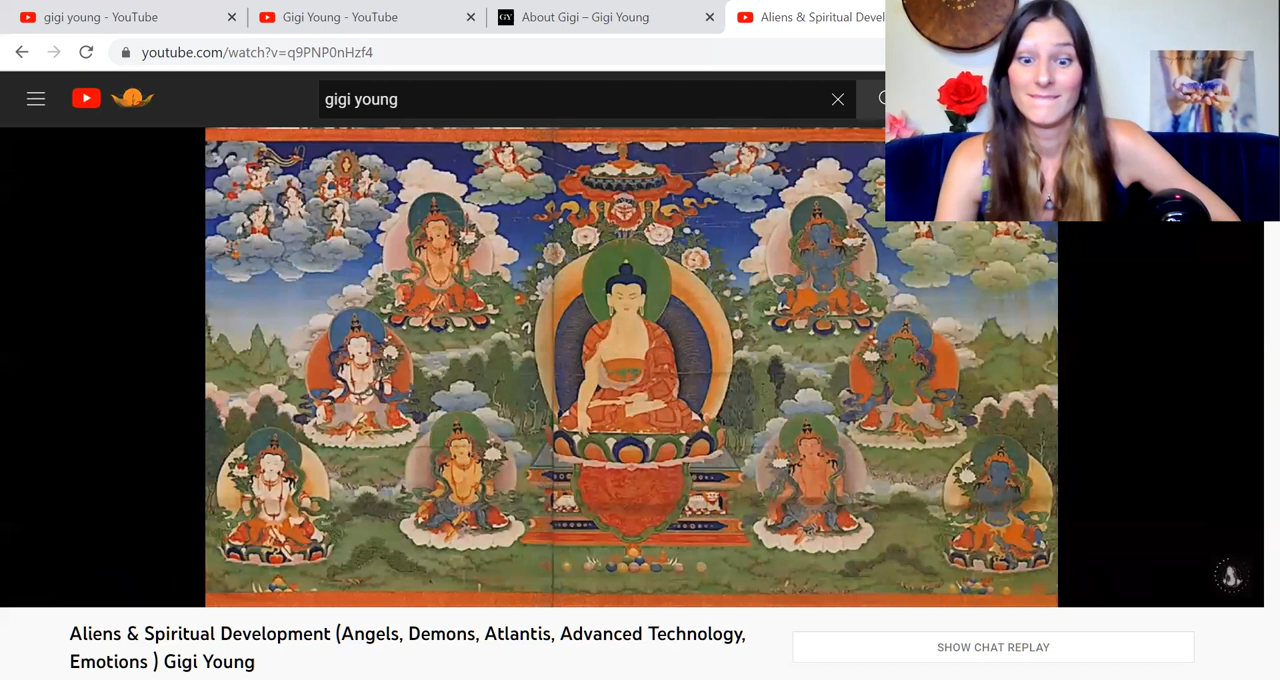 gigi young - YouTube
Gigi Young - YouTube
GY
About Gigi – Gigi Young
Aliens & Spiritual Devel
youtube.com/watch?v=q9PNP0nHzf4
gigi young
Aliens & Spiritual Development (Angels, Demons, Atlantis, Advanced Technology,
Emotions ) Gigi Young
SHOW CHAT REPLAY